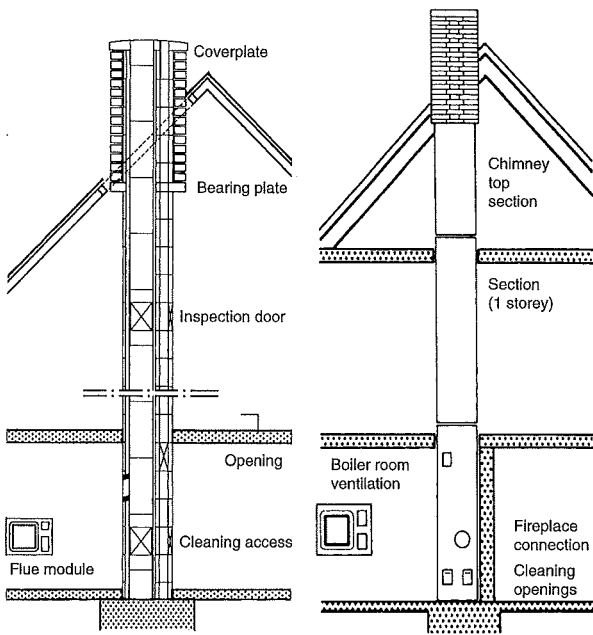 Coverplate
Bearing plate
Inspection door
Opening
Cleaning access
Flue module
Chimney
top
section
Section
(1 storey)
Boiler room
ventilation
Fireplace
connection
Cleaning
openings